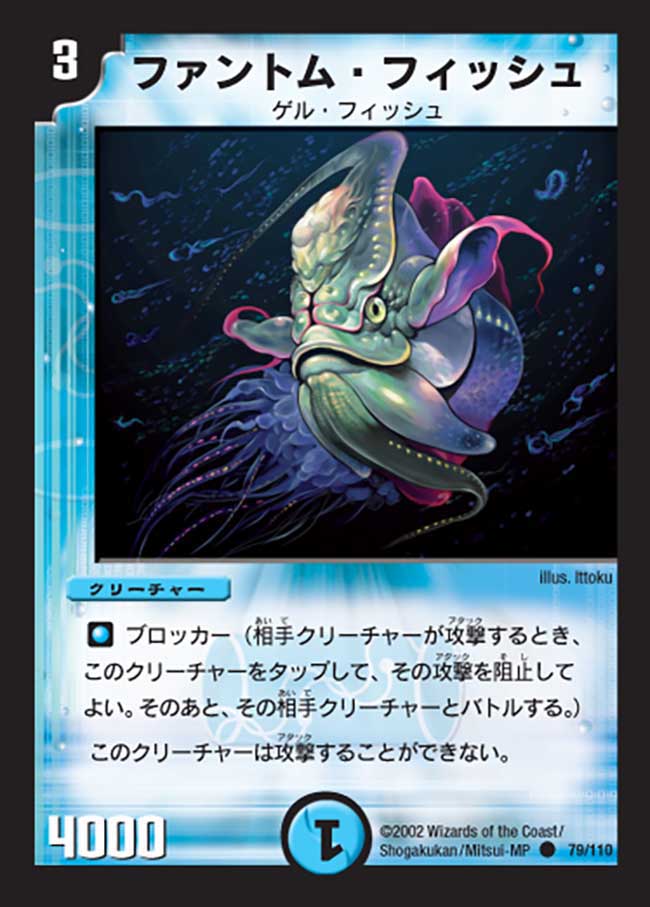 3
ファントム・フィッシュ
ゲル・フィッシュ
illus. Ittoku
クリーチャー
ブロッカー（相手クリーチャーが攻撃するとき、
このクリーチャーをタップして、その攻撃を阻止して
よい。そのあと、その相手クリーチャーとバトルする。）
このクリーチャーは攻撃することができない。
4000
1
©2002 Wizards of the Coast/
Shogakukan/Mitsui-MP ● 79/110